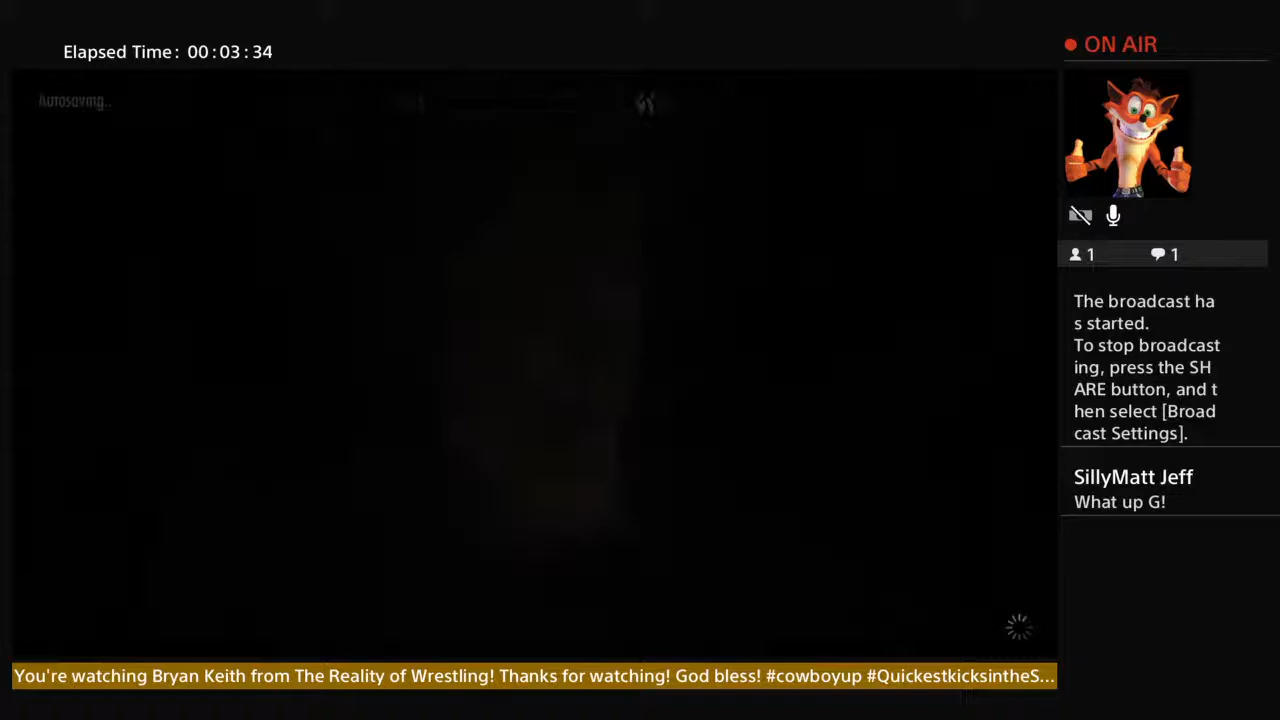 Elapsed Time: 00:03:34
ON AIR
Autosaving..
1 1
The broadcast ha
s started.
To stop broadcast
ing, press the SH
ARE button, and t
hen select [Broad
cast Settings].
SillyMatt Jeff
What up G!
You're watching Bryan Keith from The Reality of Wrestling! Thanks for watching! God bless! #cowboyup #QuickestkicksintheS...